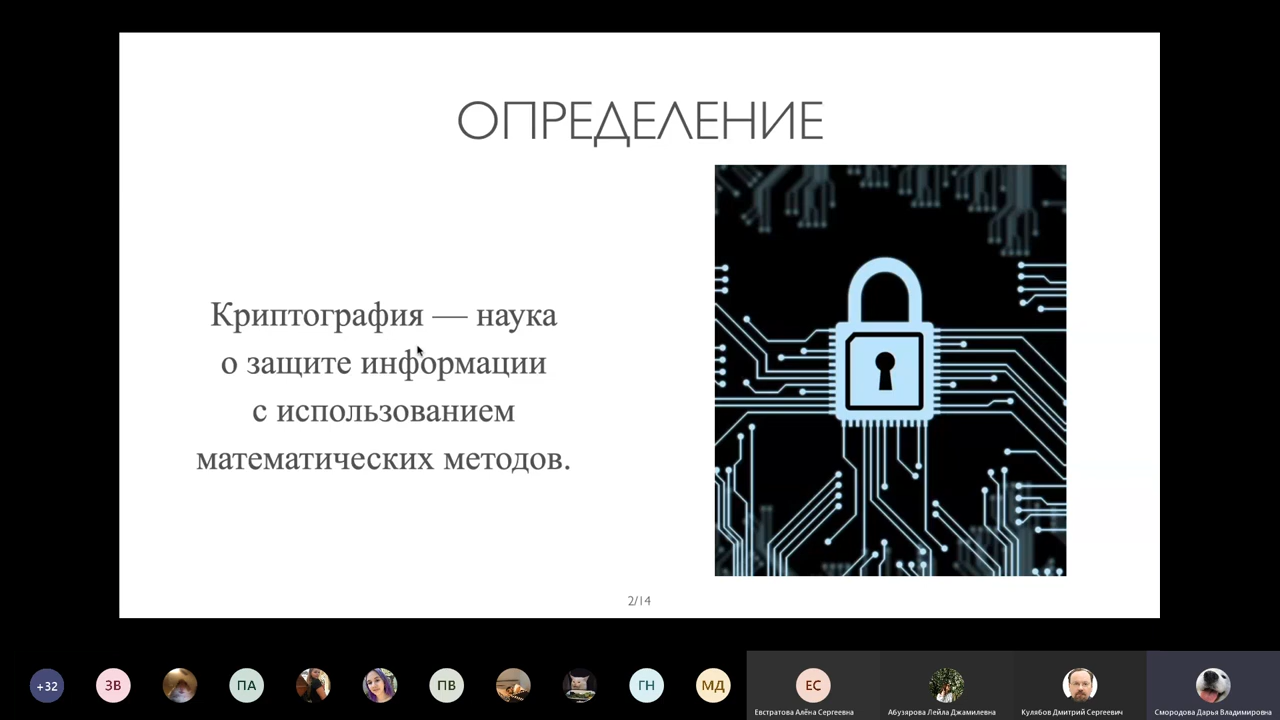 ОПРЕДЕЛЕНИЕ
Криптография — наука
о защите информации
с использованием
математических методов.
2/14
+32
ЗВ
ПА
ПВ
ГН
МД
ЕС
Евстратова Алёна Сергеевна
Абузярова Лейла Джамилевна
Кулябов Дмитрий Сергеевич
Смородова Дарья Владимировна